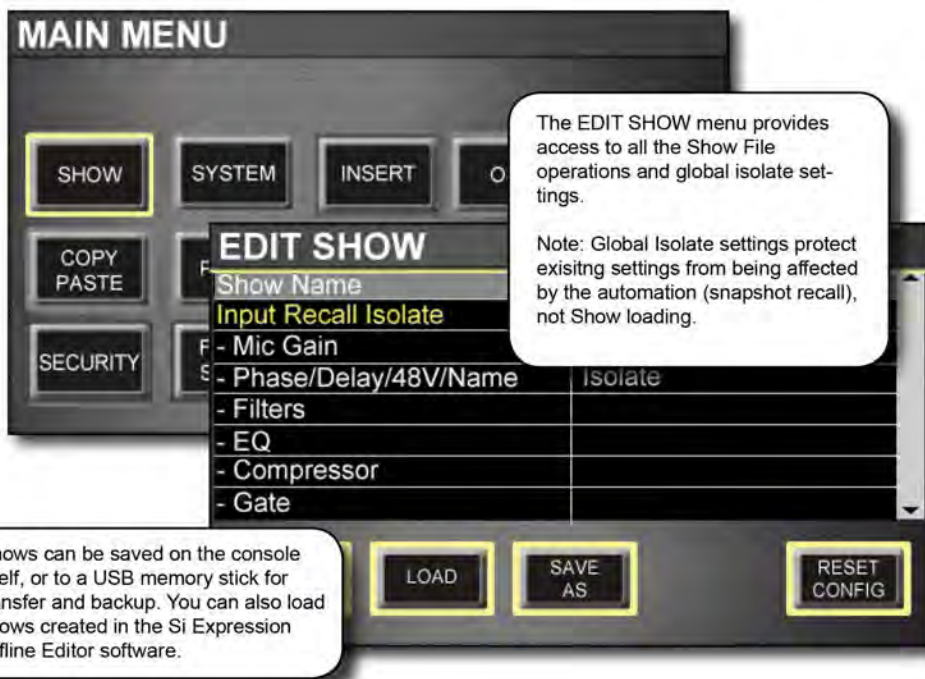 MAIN MENU
SHOW
SYSTEM
INSERT
O
COPY
PASTE
SECURITY
The EDIT SHOW menu provides
access to all the Show File
operations and global isolate set-
tings.
Note: Global Isolate settings protect
exisitng settings from being affected
by the automation (snapshot recall),
not Show loading.
EDIT SHOW
Show Name
Input Recall Isolate
- Mic Gain
- Phase/Delay/48V/Name Isolate
- Filters
- EQ
- Compressor
- Gate
LOAD
SAVE
AS
RESET
CONFIG
hows can be saved on the console
elf, or to a USB memory stick for
ansfer and backup. You can also load
ows created in the Si Expression
ffline Editor software.